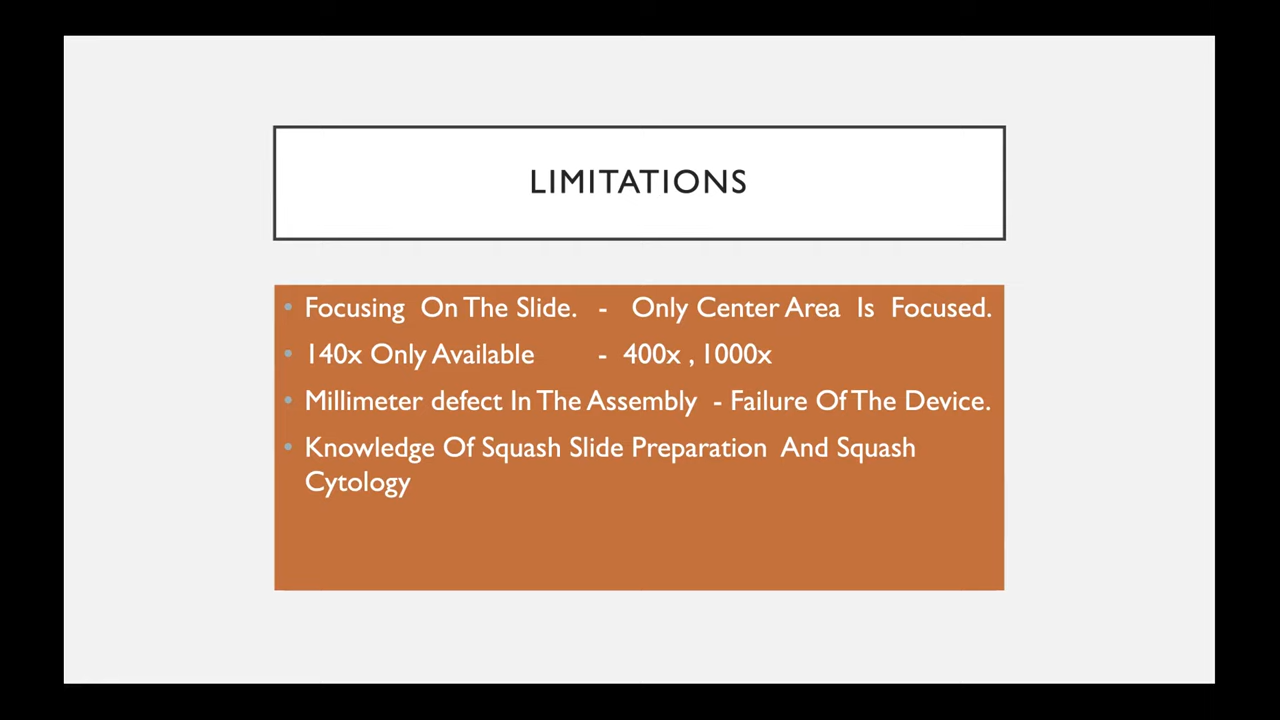 LIMITATIONS
• Focusing On The Slide. - Only Center Area Is Focused.
• 140x Only Available - 400x , 1000x
• Millimeter defect In The Assembly - Failure Of The Device.
• Knowledge Of Squash Slide Preparation And Squash
Cytology